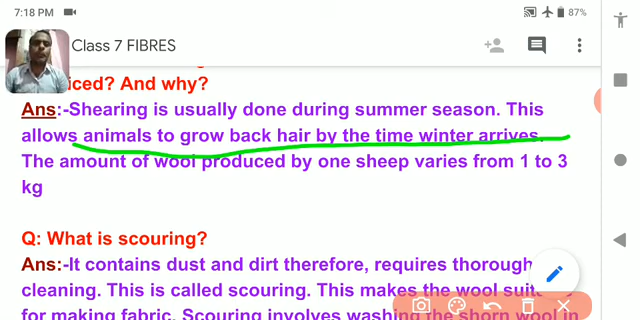 7:18 PM 87%
Class 7 FIBRES
iced? And why?
Ans:-Shearing is usually done during summer season. This
allows animals to grow back hair by the time winter arrives.
The amount of wool produced by one sheep varies from 1 to 3
kg
Q: What is scouring?
Ans:-It contains dust and dirt therefore, requires thorough
cleaning. This is called scouring. This makes the wool suit
for making fabric. Scouring involves washing the shorn wool in